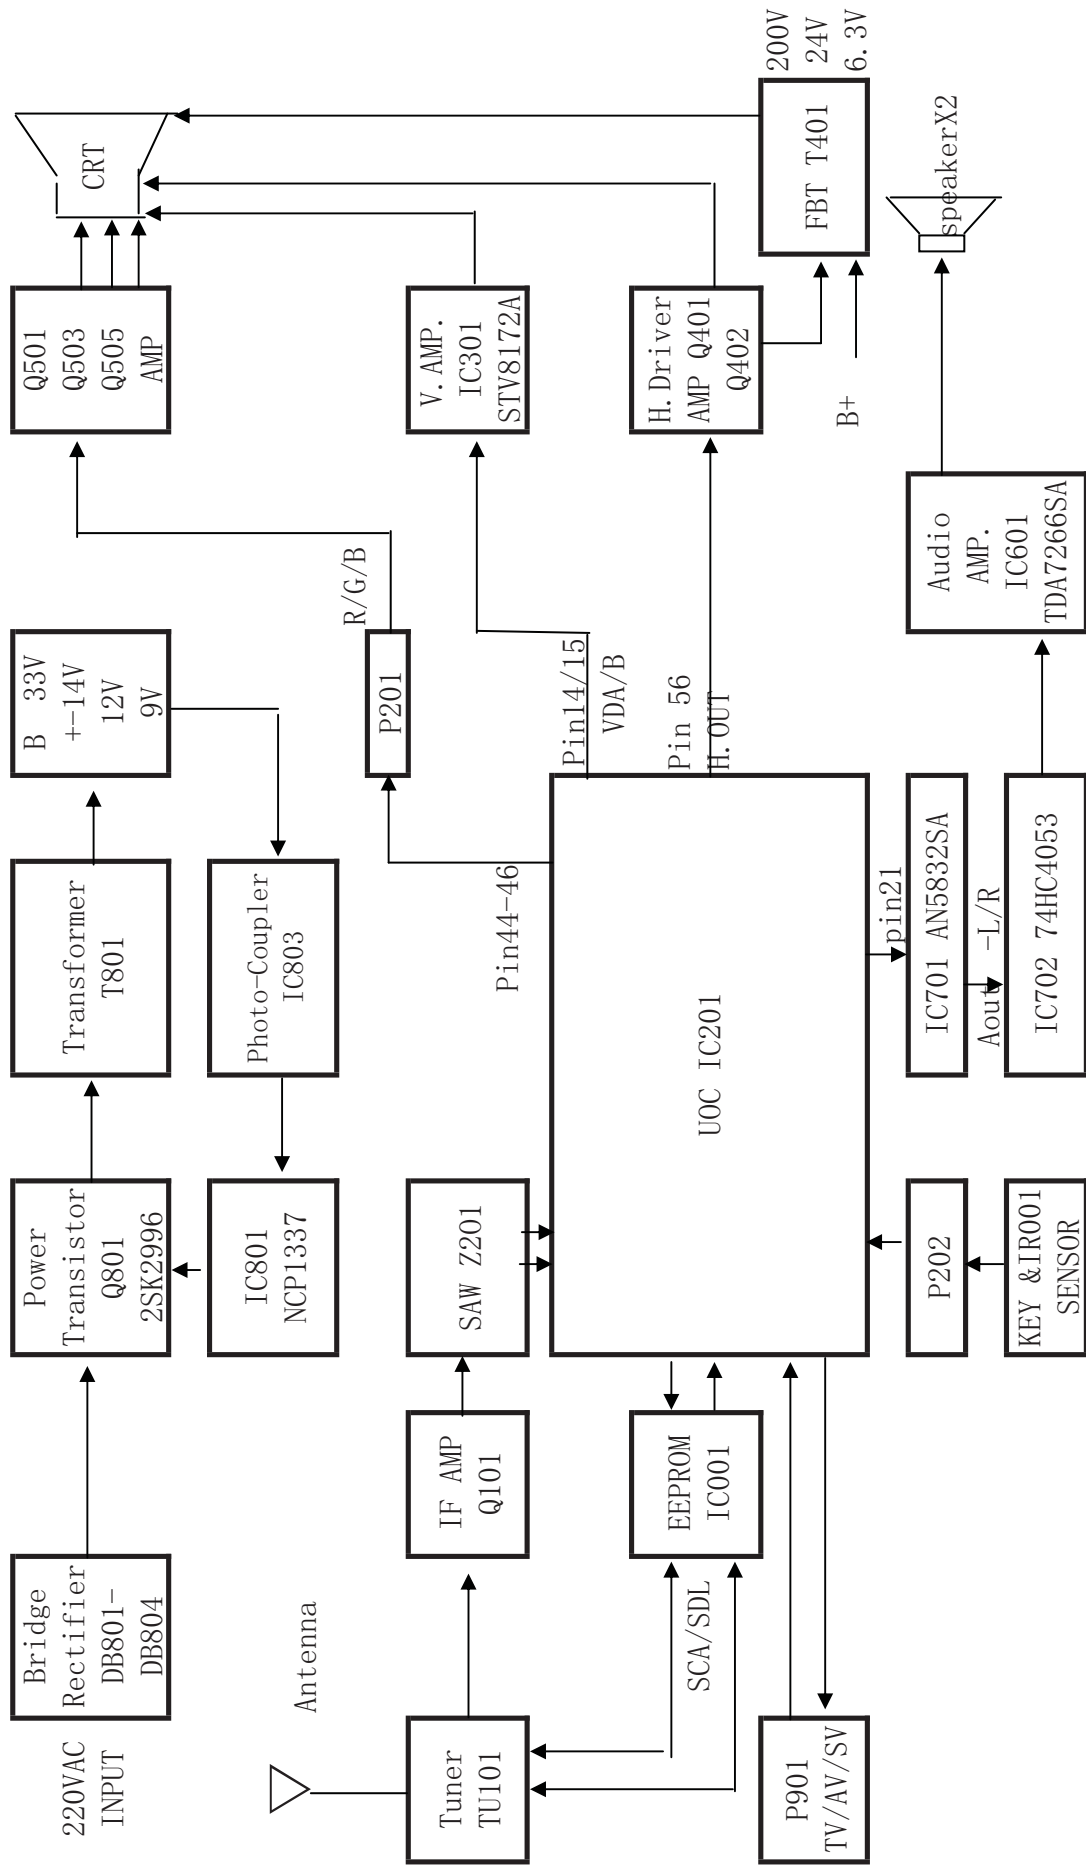 220VAC
INPUT
Bridge
Rectifier
DB801-
DB804
Power
Transistor
Q801
2SK2996
Transformer
T801
B 33V
+-14V
12V
9V
Q501
Q503
Q505
AMP
CRT
IC801
NCP1337
Photo-Coupler
IC803
Antenna
Tuner
TU101
IF AMP
Q101
SAW Z201
Pin44-46
P201
R/G/B
V.AMP.
IC301
STV8172A
Pin14/15
VDA/B
Pin 56
H.OUT
H.Driver
AMP Q401
Q402
SCA/SDL
EEPROM
IC001
UOC IC201
B+
FBT T401
200V
24V
6.3V
P901
TV/AV/SV
P202
KEY &IR001
SENSOR
pin21
IC701 AN5832SA
Aout -L/R
IC702 74HC4053
Audio
AMP.
IC601
TDA7266SA
speakerX2